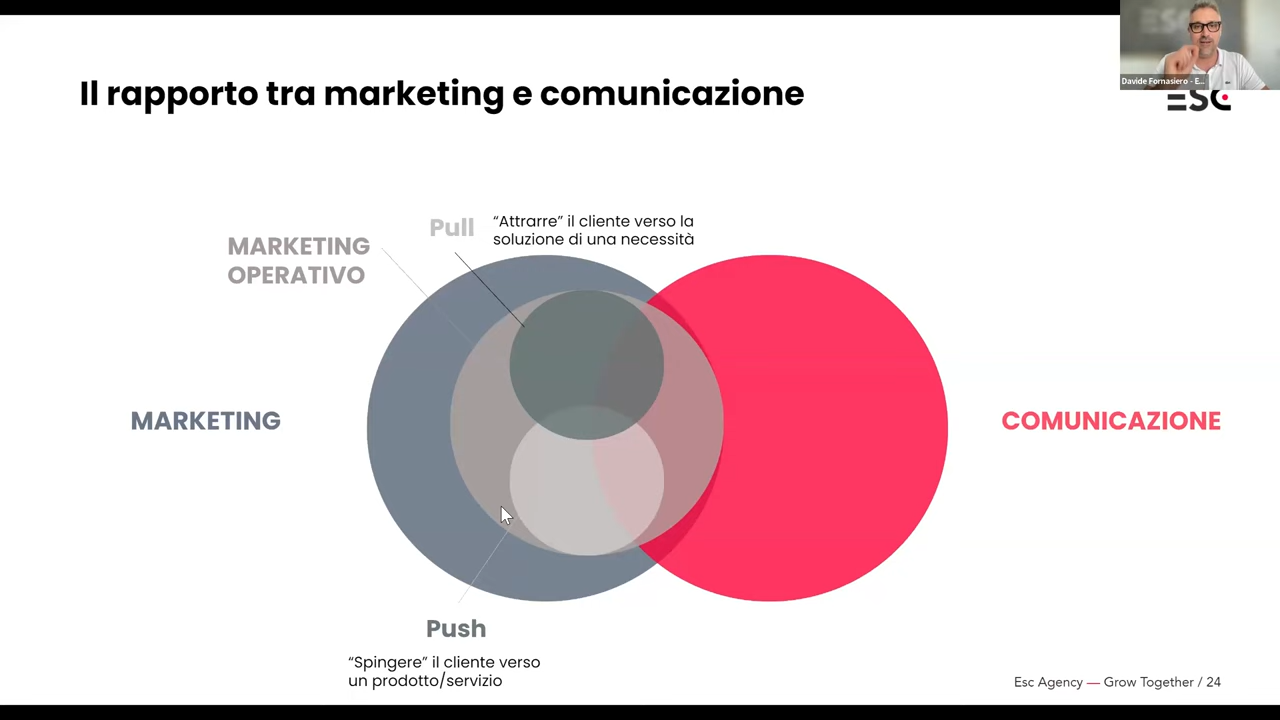 Davide Fornasiero - E...
ESC
Il rapporto tra marketing e comunicazione
Pull
“Attrarre” il cliente verso la
soluzione di una necessità
MARKETING
OPERATIVO
MARKETING
COMUNICAZIONE
Push
“Spingere” il cliente verso
un prodotto/servizio
Esc Agency — Grow Together / 24